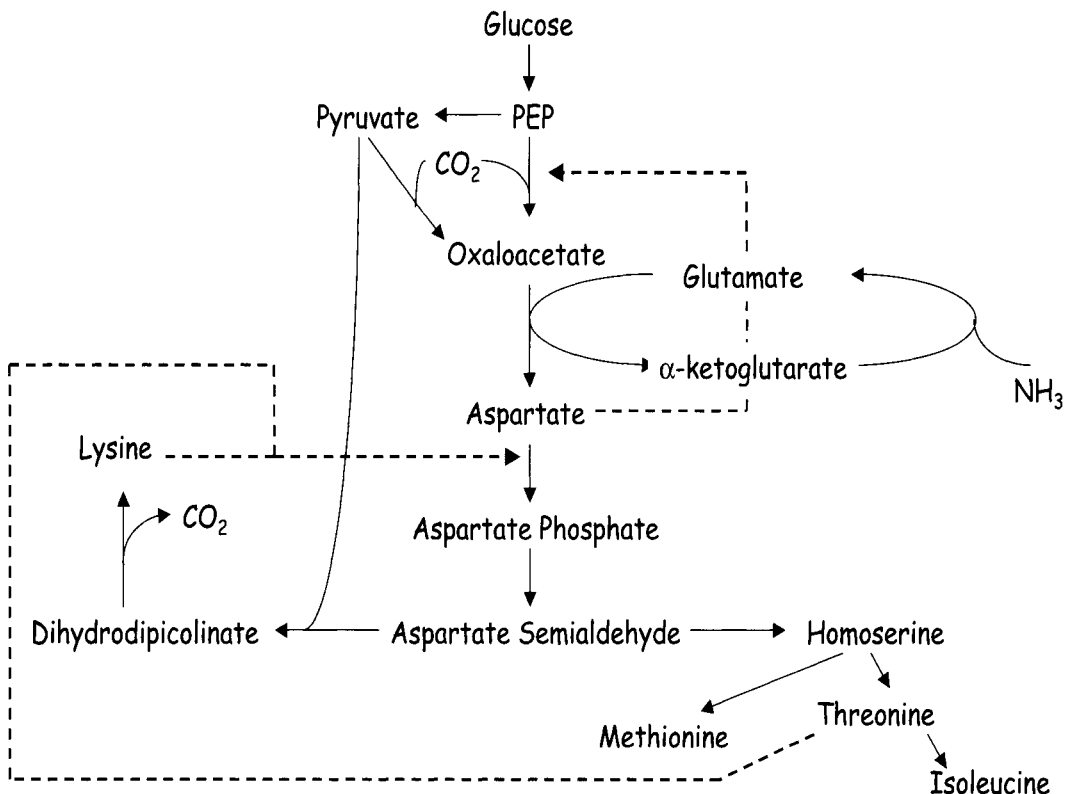 Glucose
Pyruvate
PEP
CO₂
Oxaloacetate
Glutamate
α-ketoglutarate
NH₃
Aspartate
Lysine
CO₂
Aspartate Phosphate
Dihydrodipicolinate
Aspartate Semialdehyde
Homoserine
Threonine
Methionine
Isoleucine